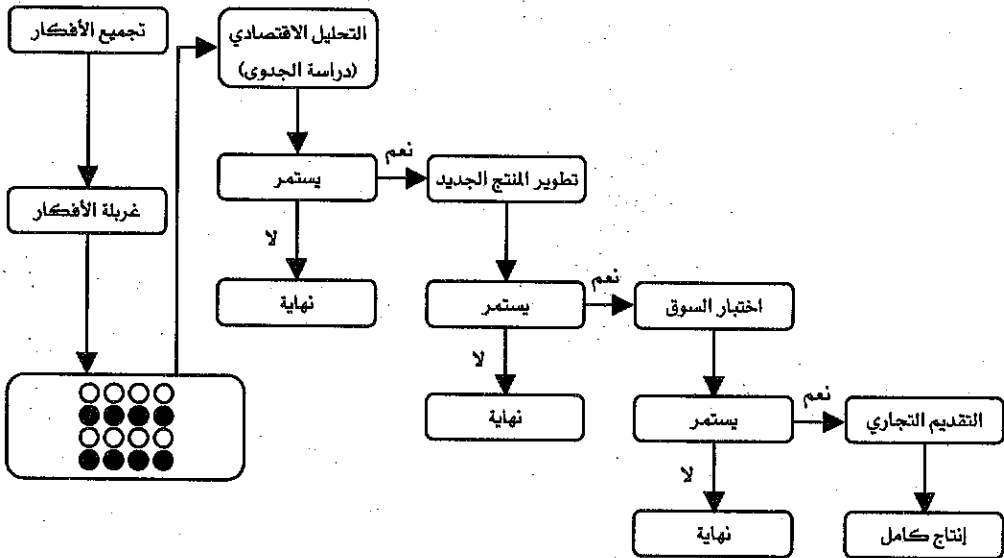 تجميع الأفكار
غربلة الأفكار
التحليل الاقتصادي
(دراسة الجدوى)
يستمر
نعم
لا
نهاية
تطوير المنتج الجديد
يستمر
نعم
لا
نهاية
اختبار السوق
يستمر
نعم
لا
نهاية
التقديم التجاري
إنتاج كامل